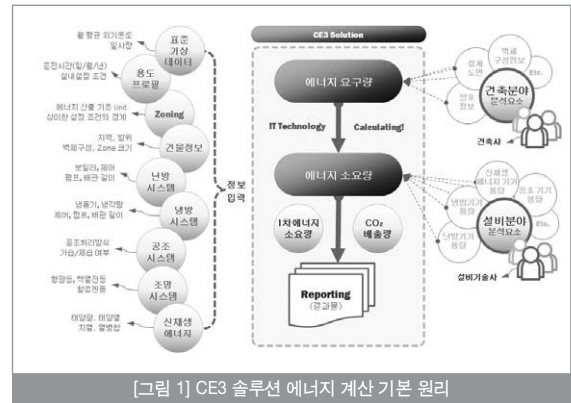 월 평균 외기온도
일사량
표준
기상
데이터
운전시간(일/월/년)
실내설정 조건
용도
프로필
에너지 산출 기초 Unit
상이한 설정 조건의 경계
Zoning
지역, 방위
벽체구성, Zone 크기
건물정보
보일러, 제어
펌프, 배관 길이
난방
시스템
냉동기, 냉각탑
제어, 펌프, 배관 길이
냉방
시스템
공조처리방식
가습/제습 여부
공조
시스템
형광등, 백열전등
할로겐등
조명
시스템
태양광, 태양열
지열, 열병합
신재생
에너지
정보
입력
CE3 Solution
에너지 요구량
IT Technology
Calculating!
에너지 소요량
1차에너지
소요량
CO₂
배출량
Reporting
(결과물)
벽체
구성정보
설계
도면
Etc.
창호
정보
건축분야
분석요소
건축사
신재생
에너지 기기
용량
공조 기기
용량
냉방기기
용량
Etc.
난방기기
용량
설비분야
분석요소
설비기술사
[그림 1] CE3 솔루션 에너지 계산 기본 원리